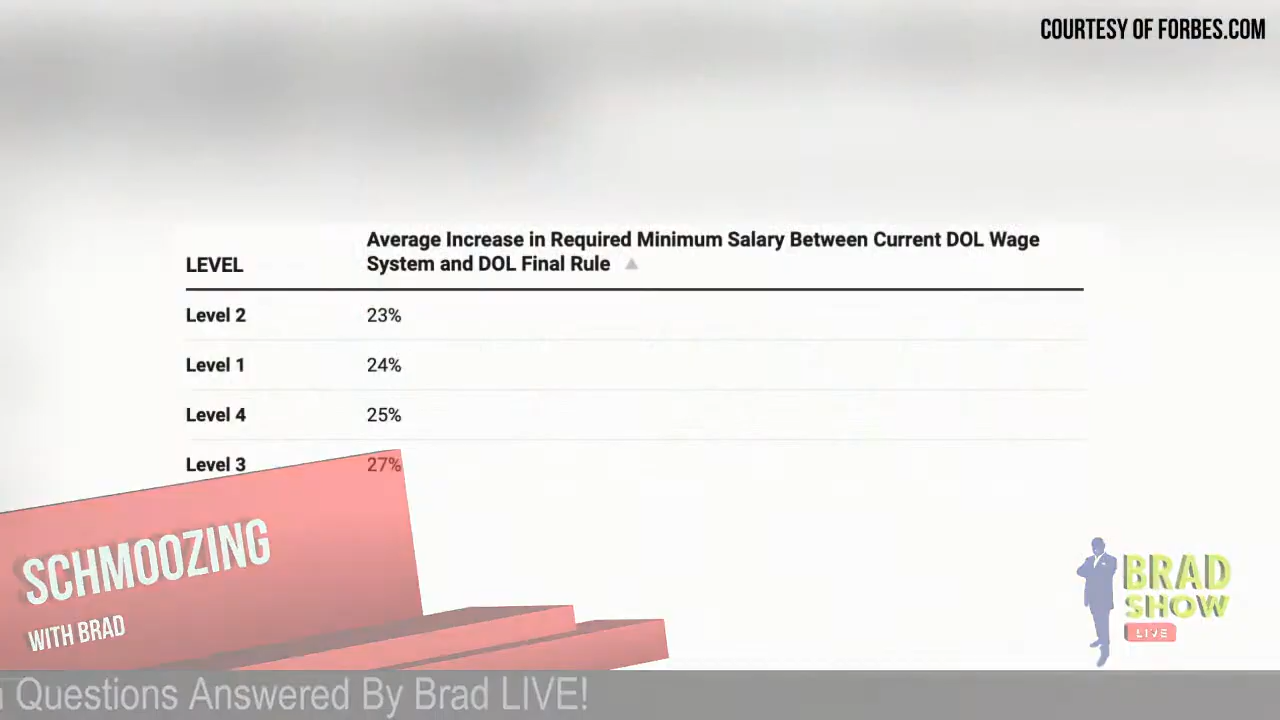 COURTESY OF FORBES.COM
LEVEL
Average Increase in Required Minimum Salary Between Current DOL Wage
System and DOL Final Rule
Level 2 23%
Level 1 24%
Level 4 25%
Level 3 27%
SCHMOOZING
WITH BRAD
BRAD
SHOW
LIVE
Questions Answered By Brad LIVE!